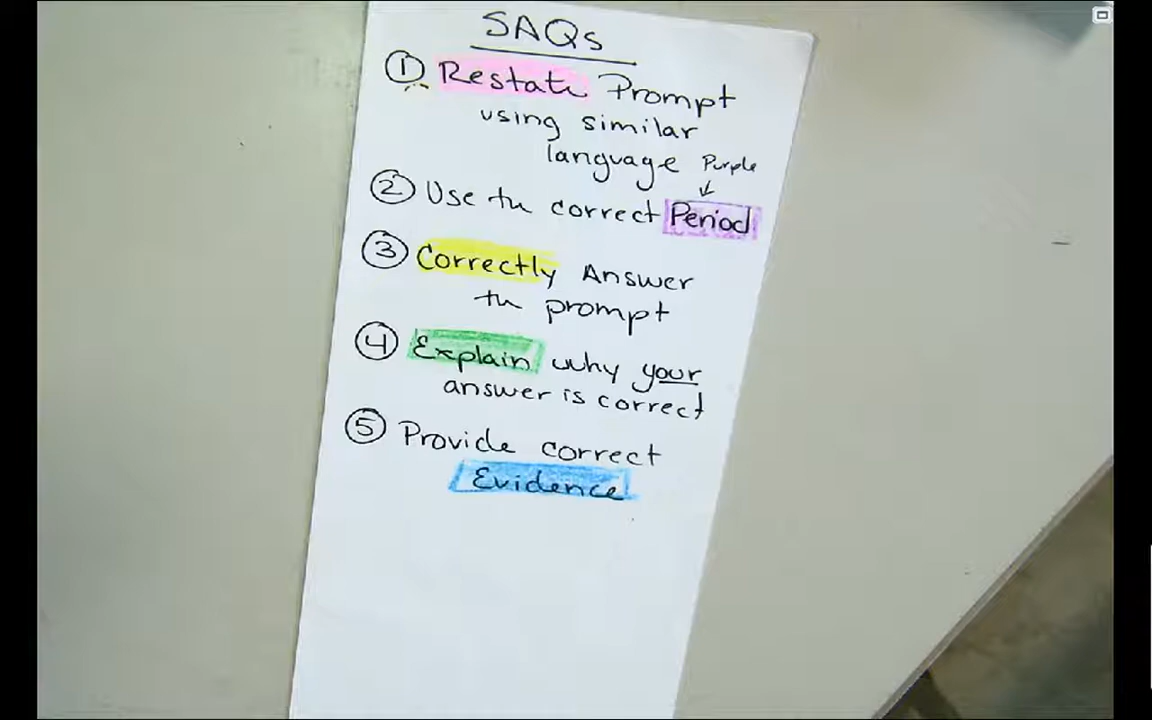 SAQs
① Restate Prompt
using similar
language Purple
↓
② Use the correct Period
③ Correctly Answer
the prompt
④ Explain why your
answer is correct
⑤ Provide correct
Evidence